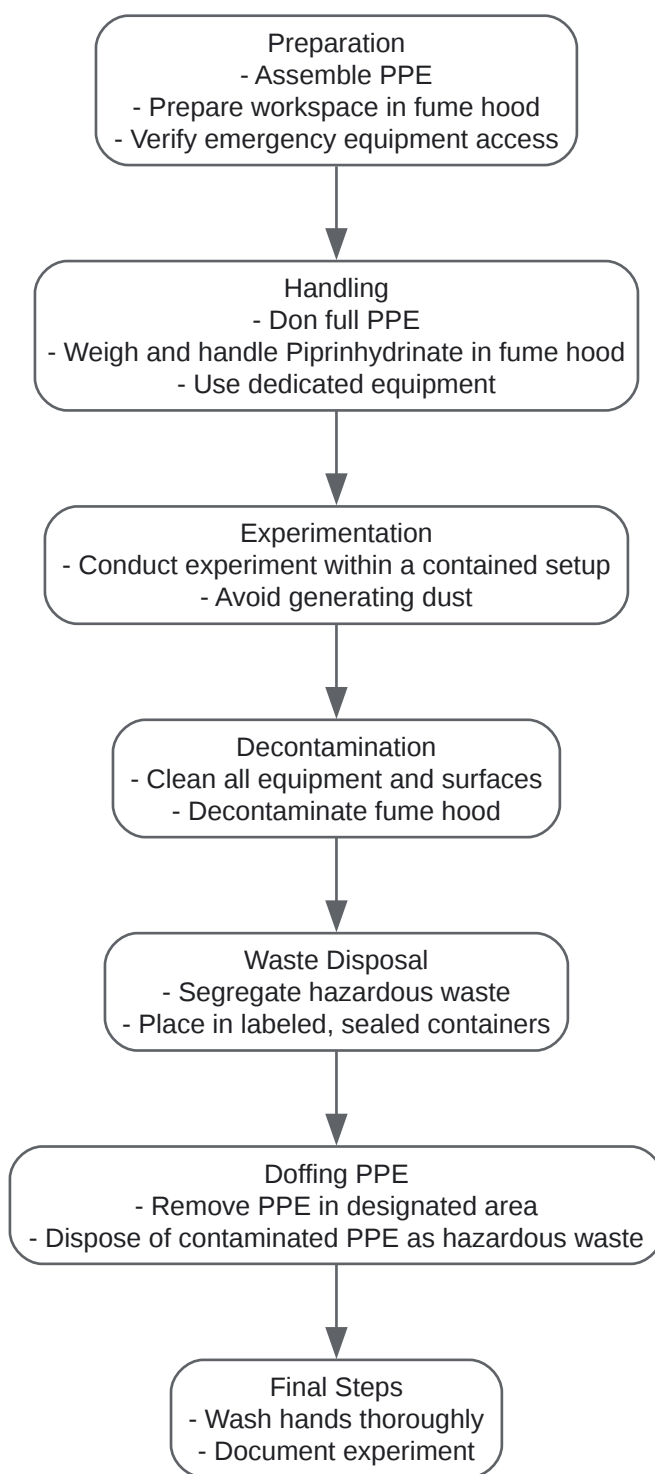 Preparation
- Assemble PPE
- Prepare workspace in fume hood
- Verify emergency equipment access
Handling
- Don full PPE
- Weigh and handle Piprinhydrinate in fume hood
- Use dedicated equipment
Experimentation
- Conduct experiment within a contained setup
- Avoid generating dust
Decontamination
- Clean all equipment and surfaces
- Decontaminate fume hood
Waste Disposal
- Segregate hazardous waste
- Place in labeled, sealed containers
Doffing PPE
- Remove PPE in designated area
- Dispose of contaminated PPE as hazardous waste
Final Steps
- Wash hands thoroughly
- Document experiment